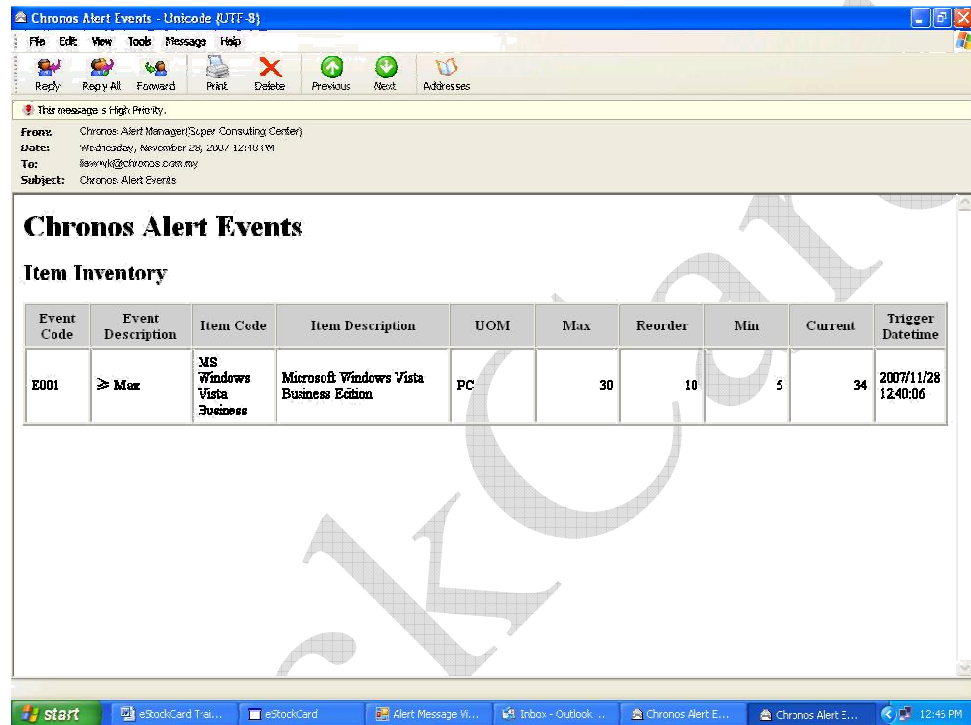 Chronos Alert Events - Unicode (UTF-8)
File Edit View Tools Message Help
Reply Reply All Forward Print Delete Previous Next Addresses
This message is High Priority.
From: Chronos Alert Manager(Super Consulting Center)
Date: Wednesday, November 28, 2007 12:40 PM
To:
Subject: Chronos Alert Events
Chronos Alert Events
Item Inventory
Event Code Event Description Item Code Item Description UOM Max Reorder Min Current Trigger Datetime
E001 ≥ Max MS Windows Vista Business Microsoft Windows Vista Business Edition PC 30 10 5 34 2007/11/28 12:40:06
start eStockCard Trai... eStockCard Alert Message Vi... Inbox - Outlook ... Chronos Alert E... Chronos Alert E... 12:46 PM